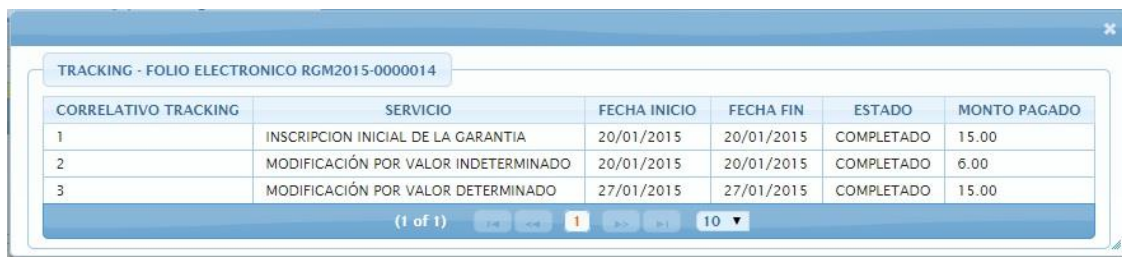 TRACKING - FOLIO ELECTRONICO RGM2015-0000014
CORRELATIVO TRACKING SERVICIO FECHA INICIO FECHA FIN ESTADO MONTO PAGADO
1 INSCRIPCION INICIAL DE LA GARANTIA 20/01/2015 20/01/2015 COMPLETADO 15.00
2 MODIFICACIÓN POR VALOR INDETERMINADO 20/01/2015 20/01/2015 COMPLETADO 6.00
3 MODIFICACIÓN POR VALOR DETERMINADO 27/01/2015 27/01/2015 COMPLETADO 15.00
(1 of 1) 1 10